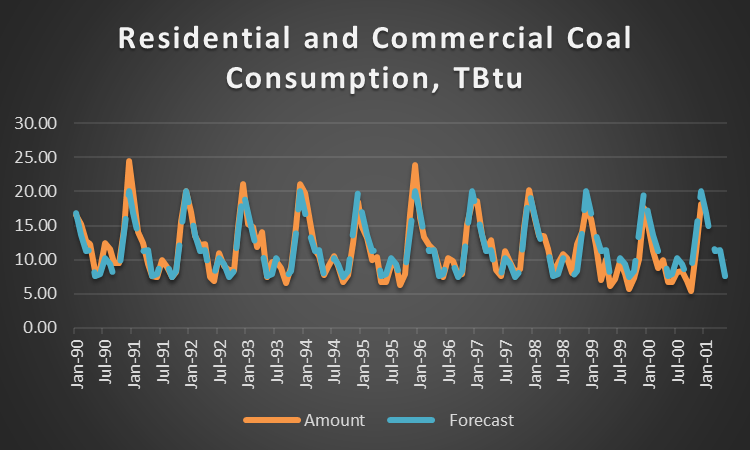 Residential and Commercial Coal
Consumption, TBtu
30.00
25.00
20.00
15.00
10.00
5.00
0.00
Jan-90 Jul-90 Jan-91 Jul-91 Jan-92 Jul-92 Jan-93 Jul-93 Jan-94 Jul-94 Jan-95 Jul-95 Jan-96 Jul-96 Jan-97 Jul-97 Jan-98 Jul-98 Jan-99 Jul-99 Jan-00 Jul-00 Jan-01
Amount Forecast